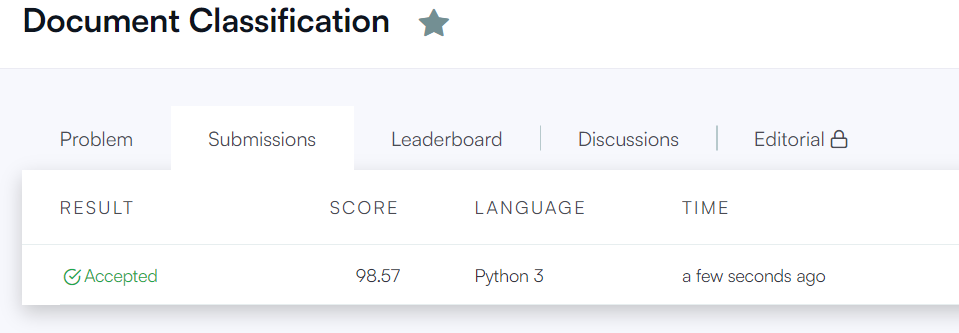 Document Classification
Problem Submissions Leaderboard Discussions Editorial
RESULT SCORE LANGUAGE TIME
Accepted 98.57 Python 3 a few seconds ago